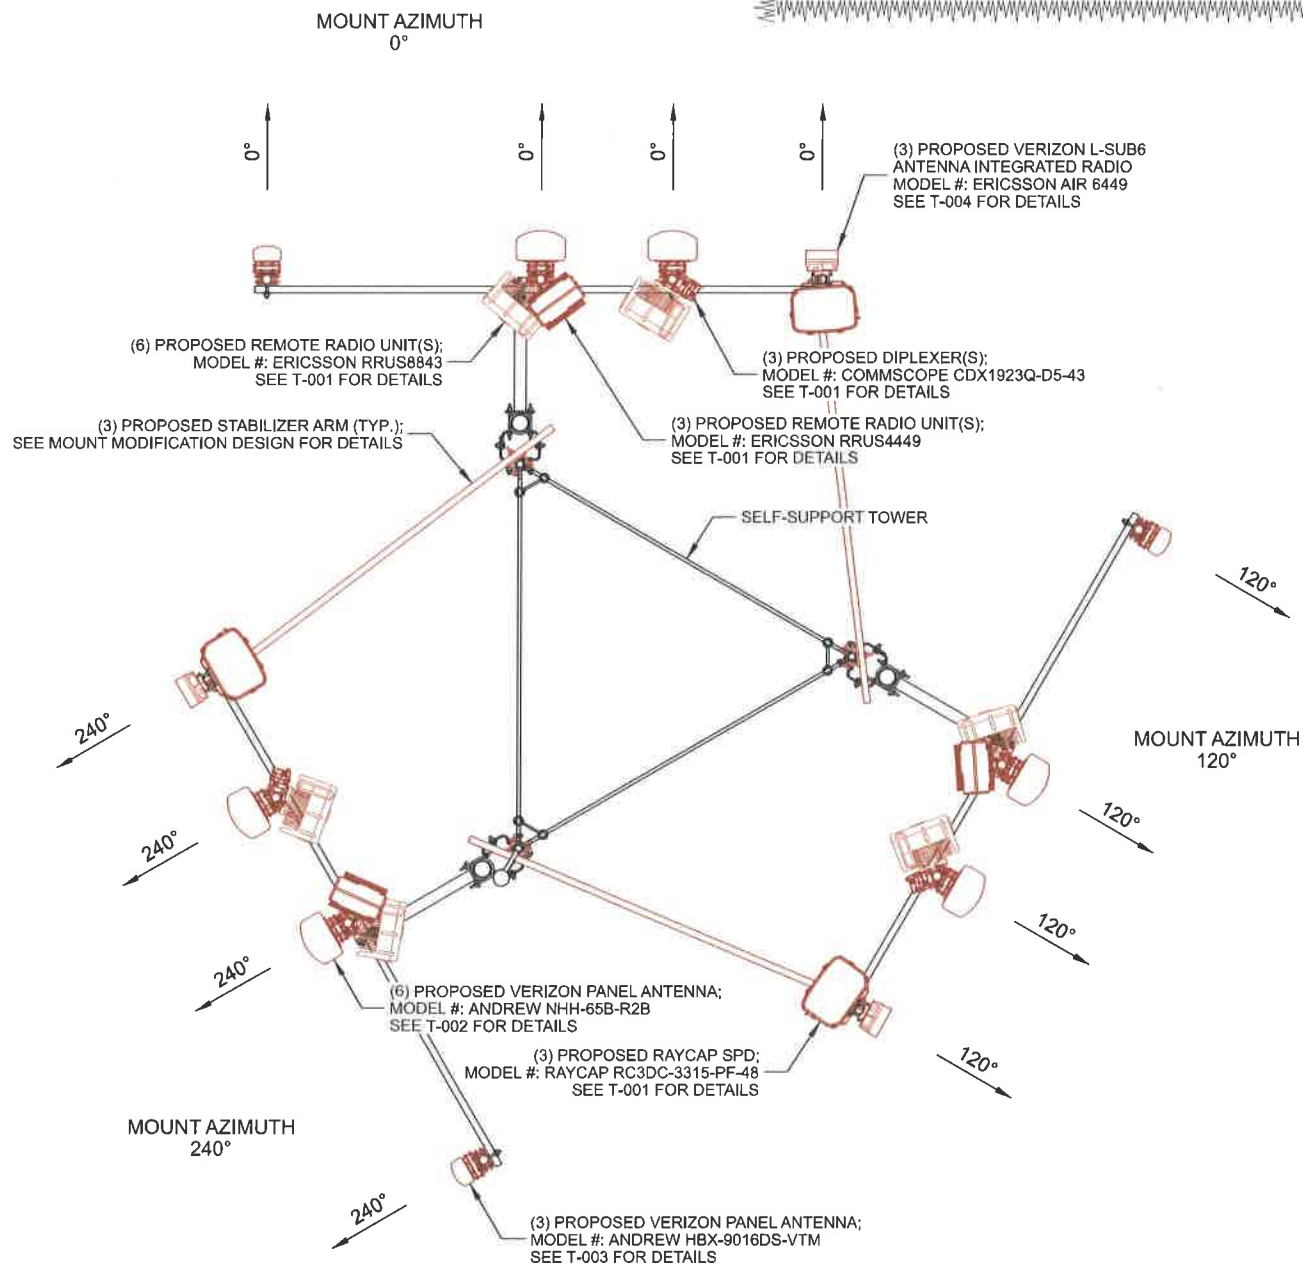 MOUNT AZIMUTH
0°
0°
0°
0°
0°
(3) PROPOSED VERIZON L-SUB6
ANTENNA INTEGRATED RADIO
MODEL #: ERICSSON AIR 6449
SEE T-004 FOR DETAILS
(6) PROPOSED REMOTE RADIO UNIT(S);
MODEL #: ERICSSON RRUS8843
SEE T-001 FOR DETAILS
(3) PROPOSED DIPLEXER(S);
MODEL #: COMMSCOPE CDX1923Q-D5-43
SEE T-001 FOR DETAILS
(3) PROPOSED STABILIZER ARM (TYP.);
SEE MOUNT MODIFICATION DESIGN FOR DETAILS
(3) PROPOSED REMOTE RADIO UNIT(S);
MODEL #: ERICSSON RRUS4449
SEE T-001 FOR DETAILS
SELF-SUPPORT TOWER
120°
240°
MOUNT AZIMUTH
120°
120°
240°
120°
240°
(6) PROPOSED VERIZON PANEL ANTENNA;
MODEL #: ANDREW NHH-65B-R2B
SEE T-002 FOR DETAILS
(3) PROPOSED RAYCAP SPD;
MODEL #: RAYCAP RC3DC-3315-PF-48
SEE T-001 FOR DETAILS
120°
MOUNT AZIMUTH
240°
240°
(3) PROPOSED VERIZON PANEL ANTENNA;
MODEL #: ANDREW HBX-9016DS-VTM
SEE T-003 FOR DETAILS